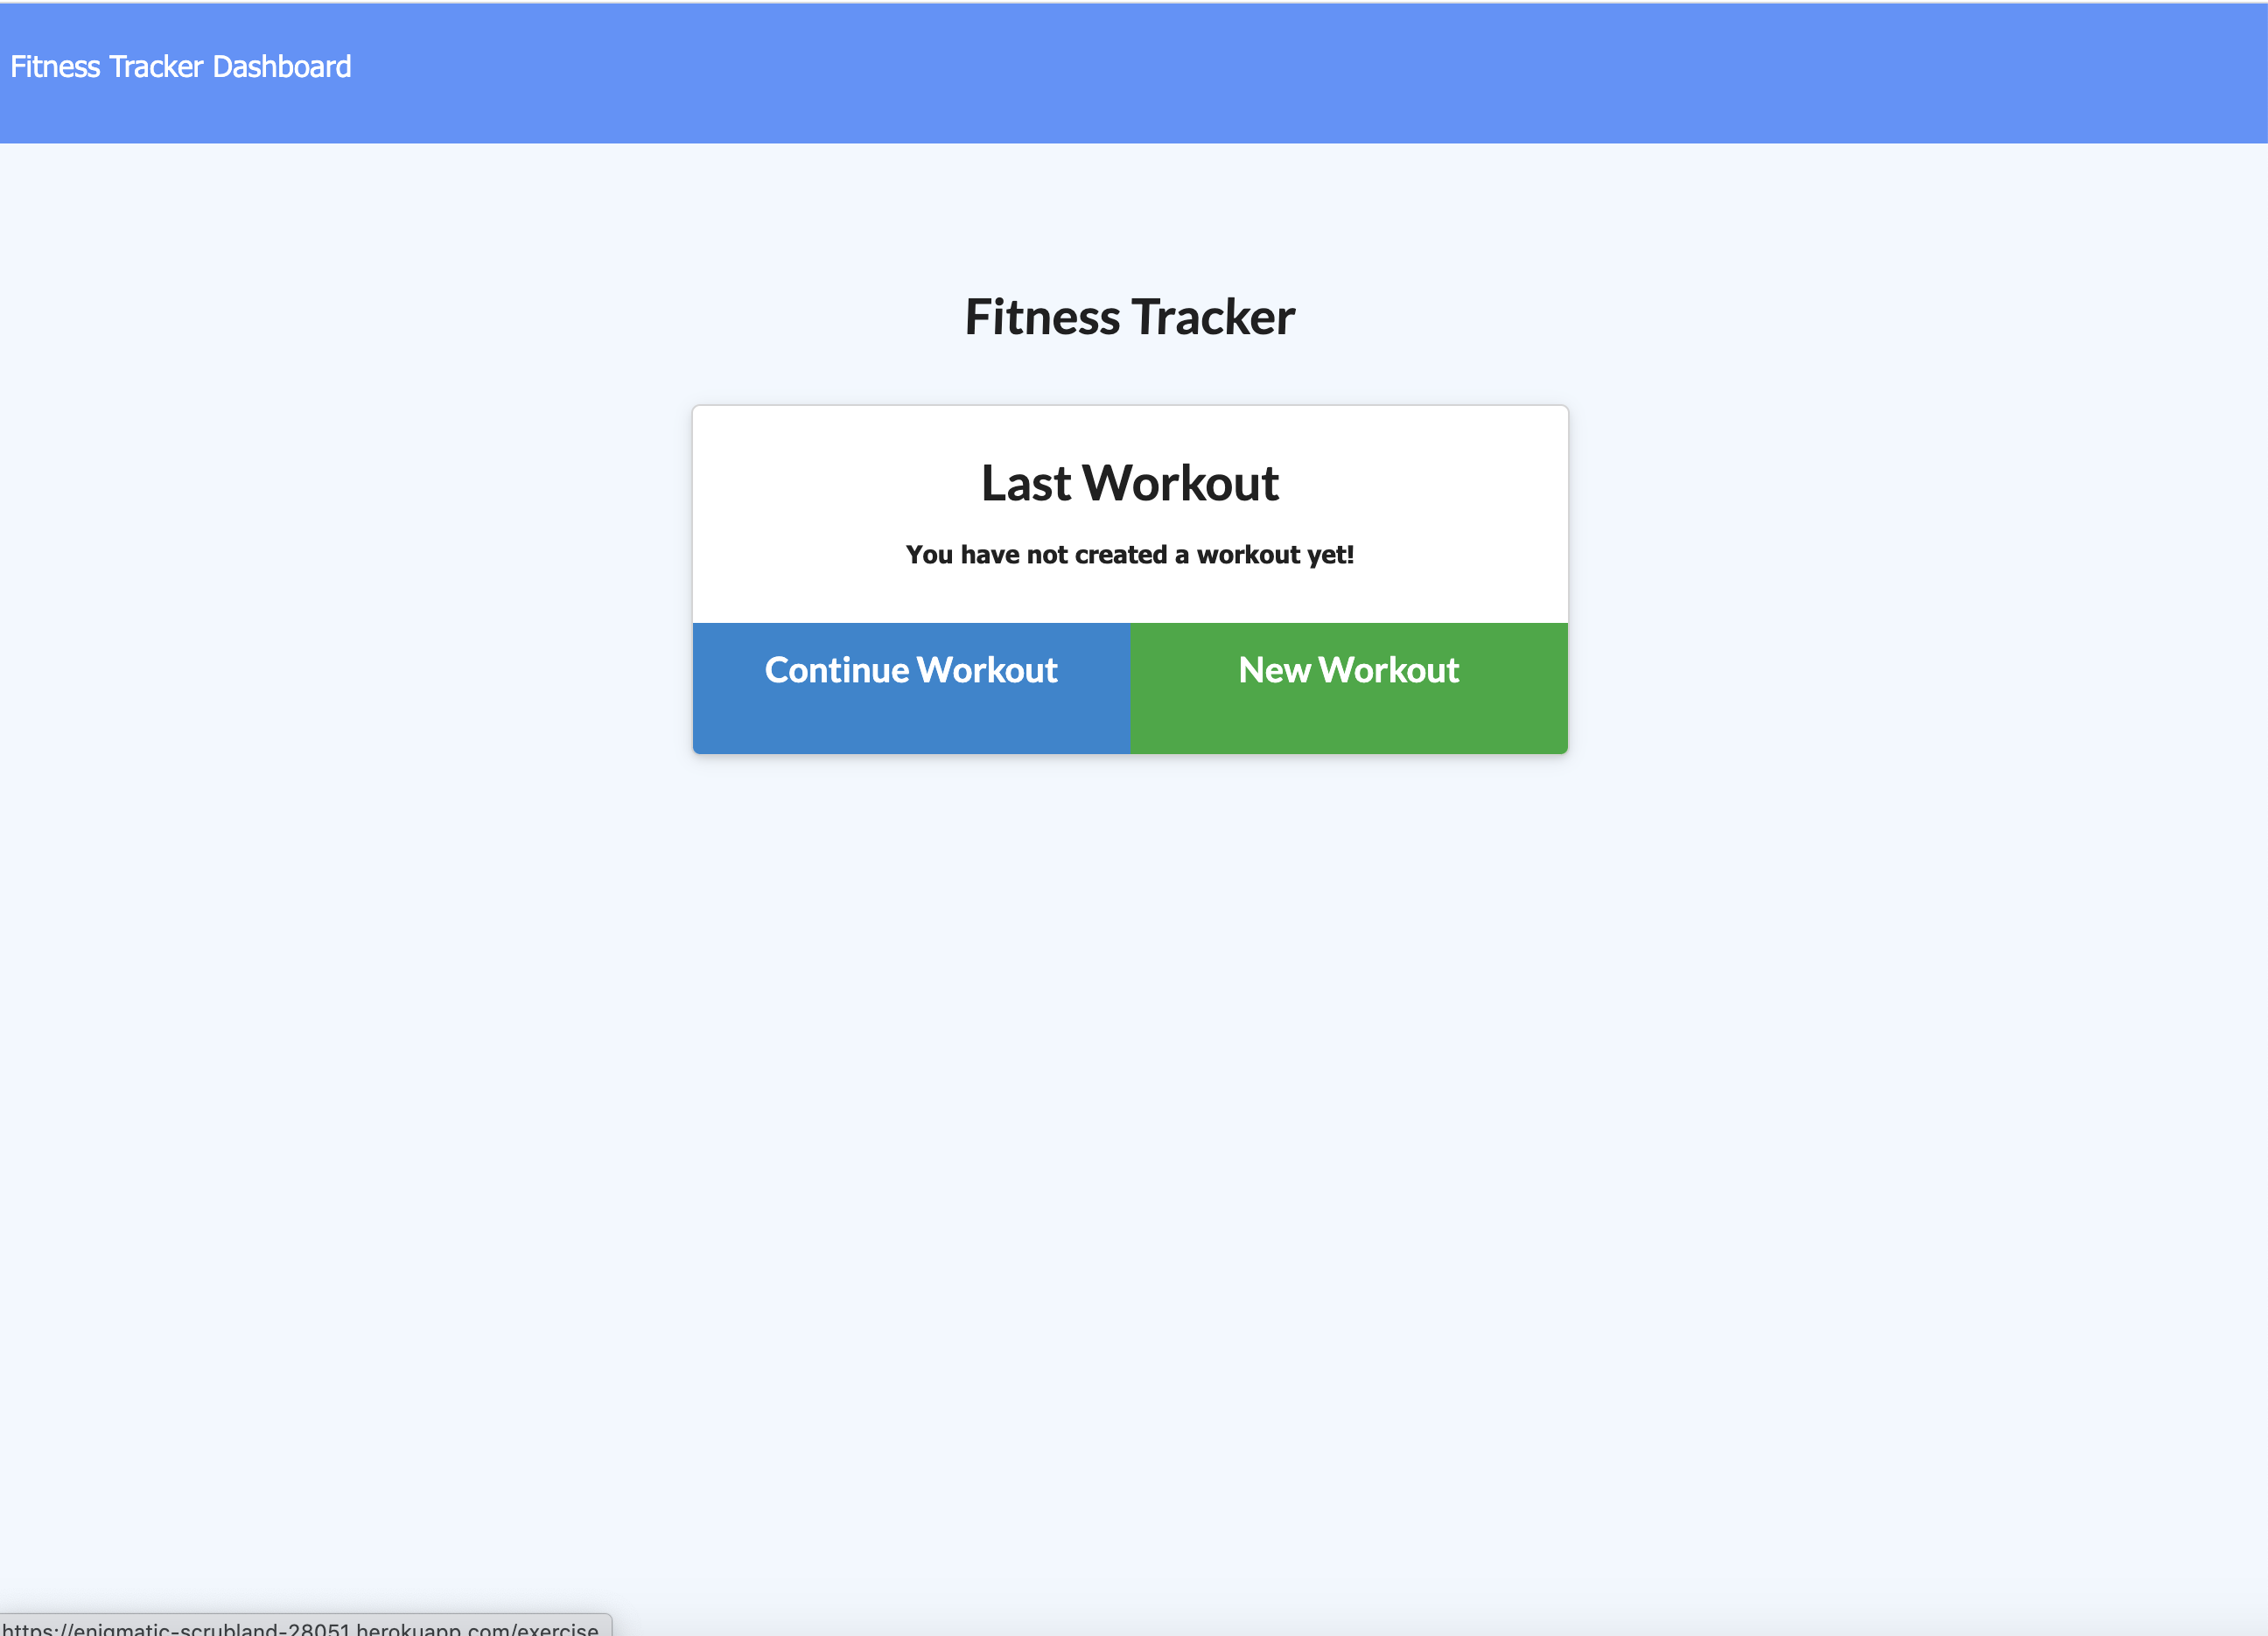 Fitness Tracker Dashboard
Fitness Tracker
Last Workout
You have not created a workout yet!
Continue Workout New Workout
https://enigmatic-scrubland-28051.herokuapp.com/exercise